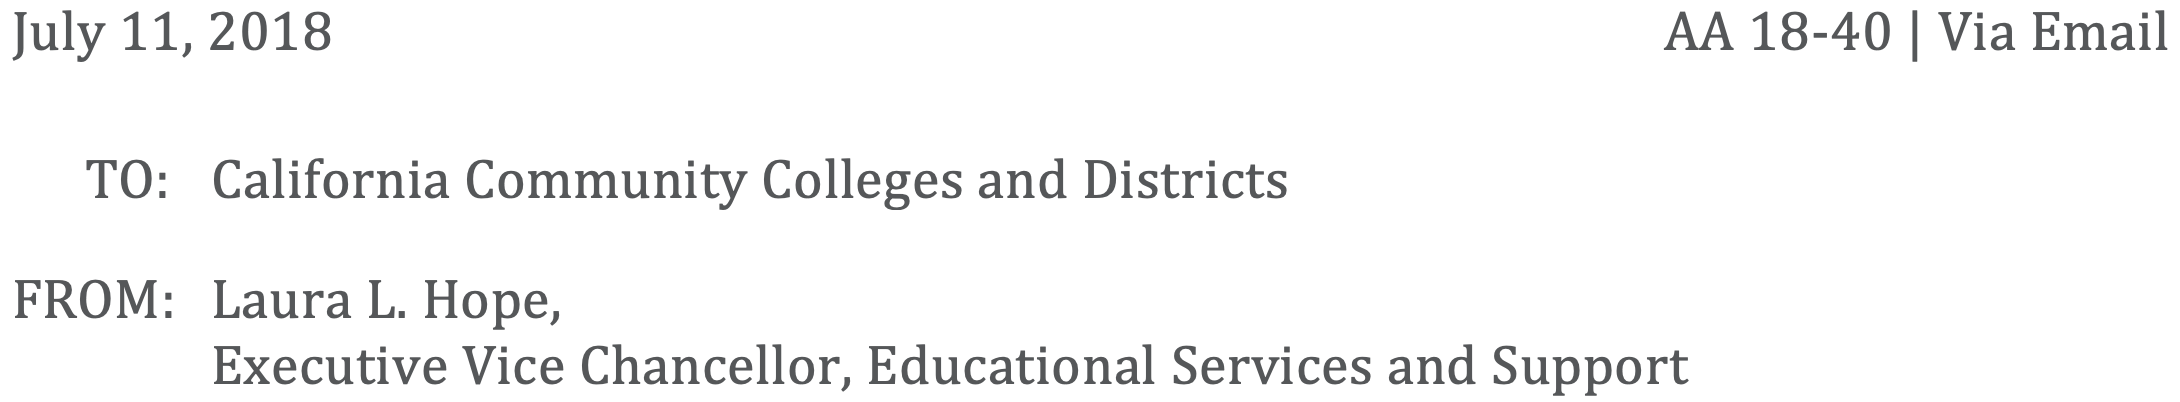 July 11, 2018 AA 18-40 | Via Email
TO: California Community Colleges and Districts
FROM: Laura L. Hope,
Executive Vice Chancellor, Educational Services and Support